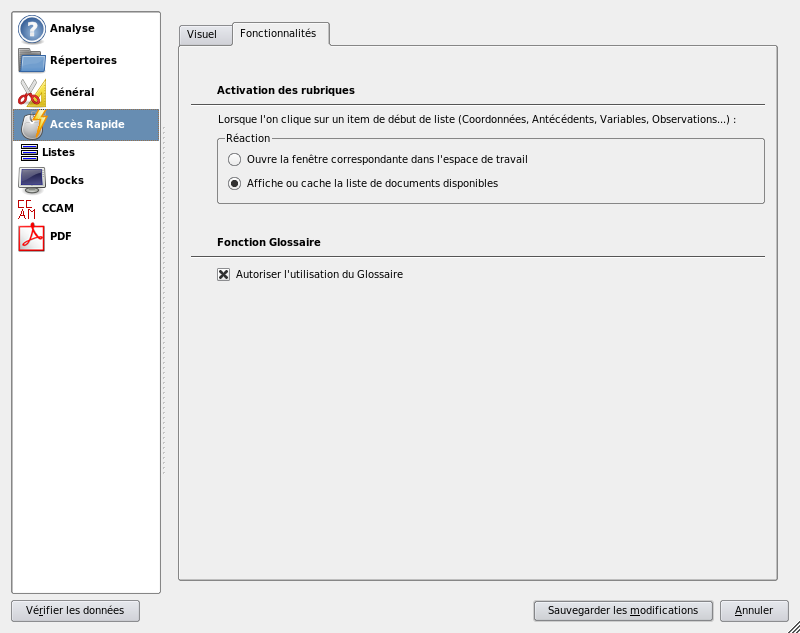 Analyse
Répertoires
Général
Accès Rapide
Listes
Docks
CCAM
CCAM
PDF
Visuel
Fonctionnalités
Activation des rubriques
Lorsque l'on clique sur un item de début de liste (Coordonnées, Antécédents, Variables, Observations...) :
Réaction
Ouvre la fenêtre correspondante dans l'espace de travail
Affiche ou cache la liste de documents disponibles
Fonction Glossaire
Autoriser l'utilisation du Glossaire
Vérifier les données
Sauvegarder les modifications
Annuler